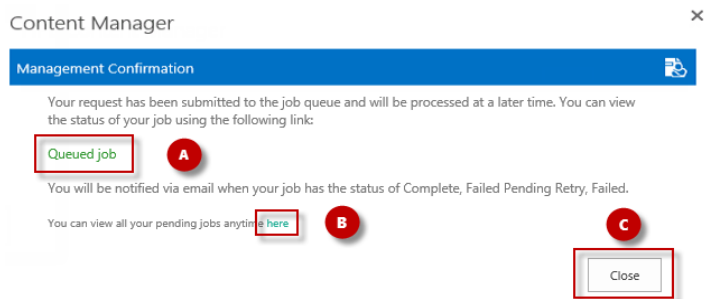 Content Manager
Management Confirmation
Your request has been submitted to the job queue and will be processed at a later time. You can view
the status of your job using the following link:
Queued job
A
You will be notified via email when your job has the status of Complete, Failed Pending Retry, Failed.
You can view all your pending jobs anytime here
B
C
Close